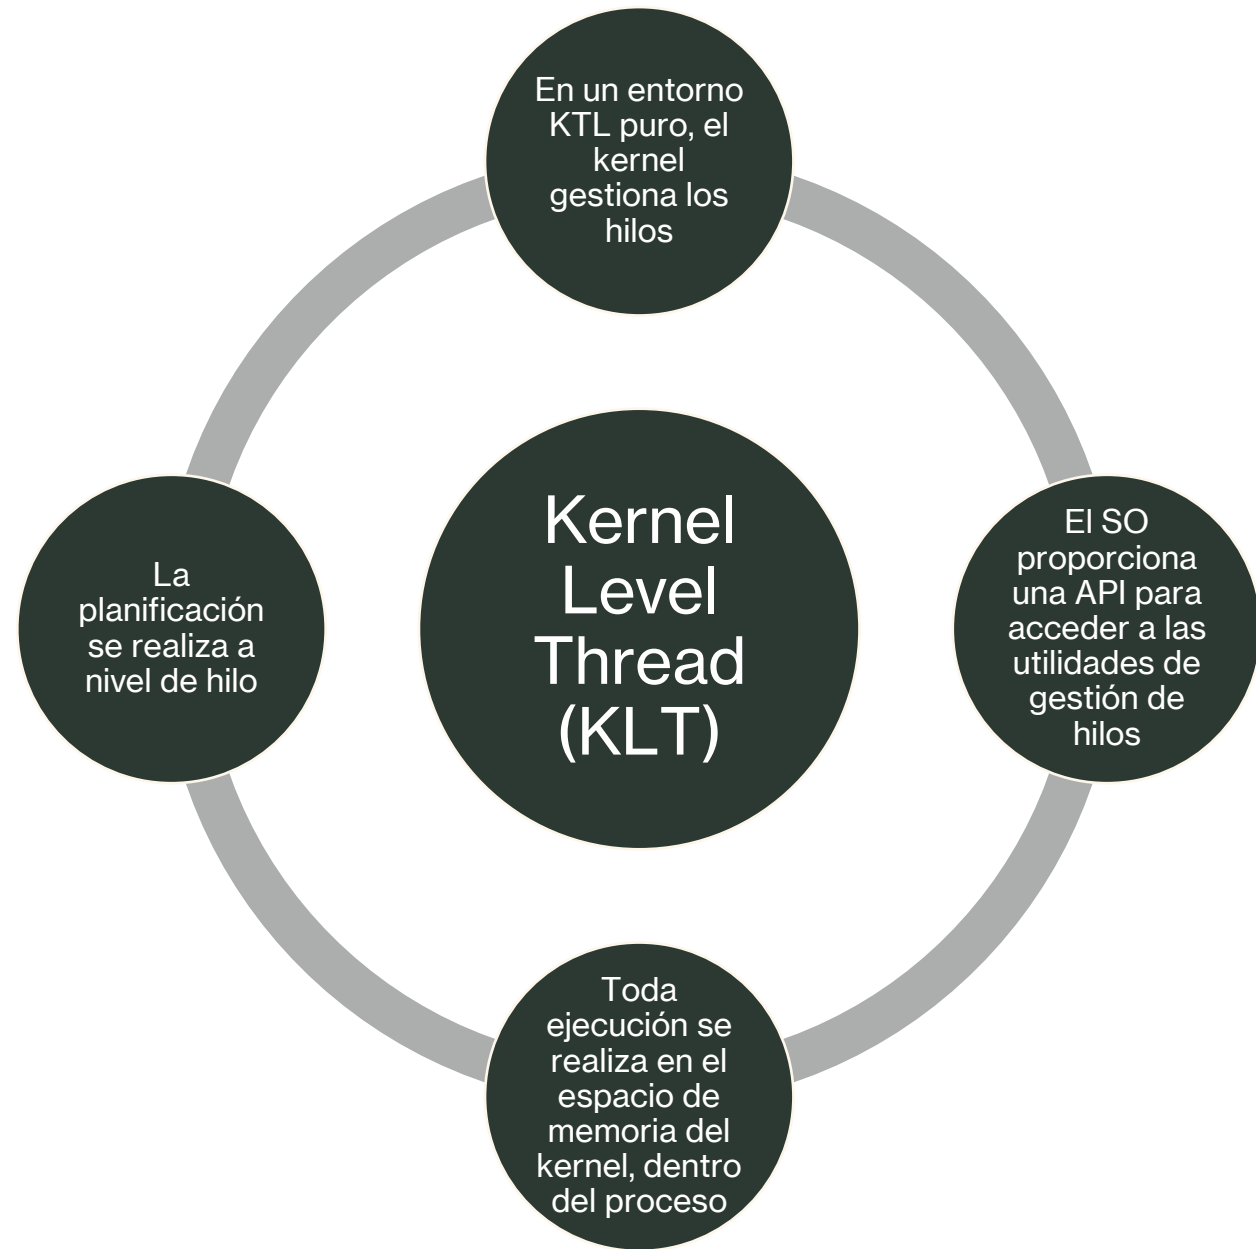 En un entorno
KTL puro, el
kernel
gestiona los
hilos
Kernel
Level
Thread
(KLT)
El SO
proporciona
una API para
acceder a las
utilidades de
gestión de
hilos
Toda
ejecución se
realiza en el
espacio de
memoria del
kernel, dentro
del proceso
La
planificación
se realiza a
nivel de hilo